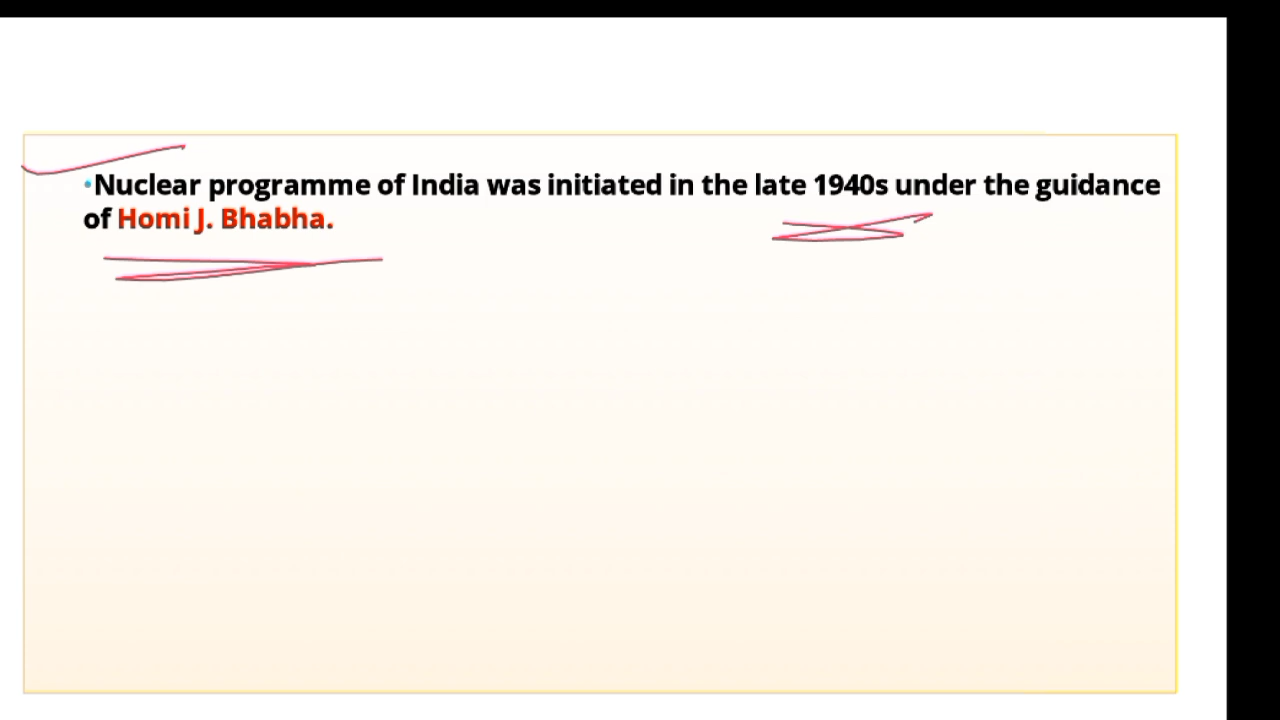 •Nuclear programme of India was initiated in the late 1940s under the guidance
of Homi J. Bhabha.